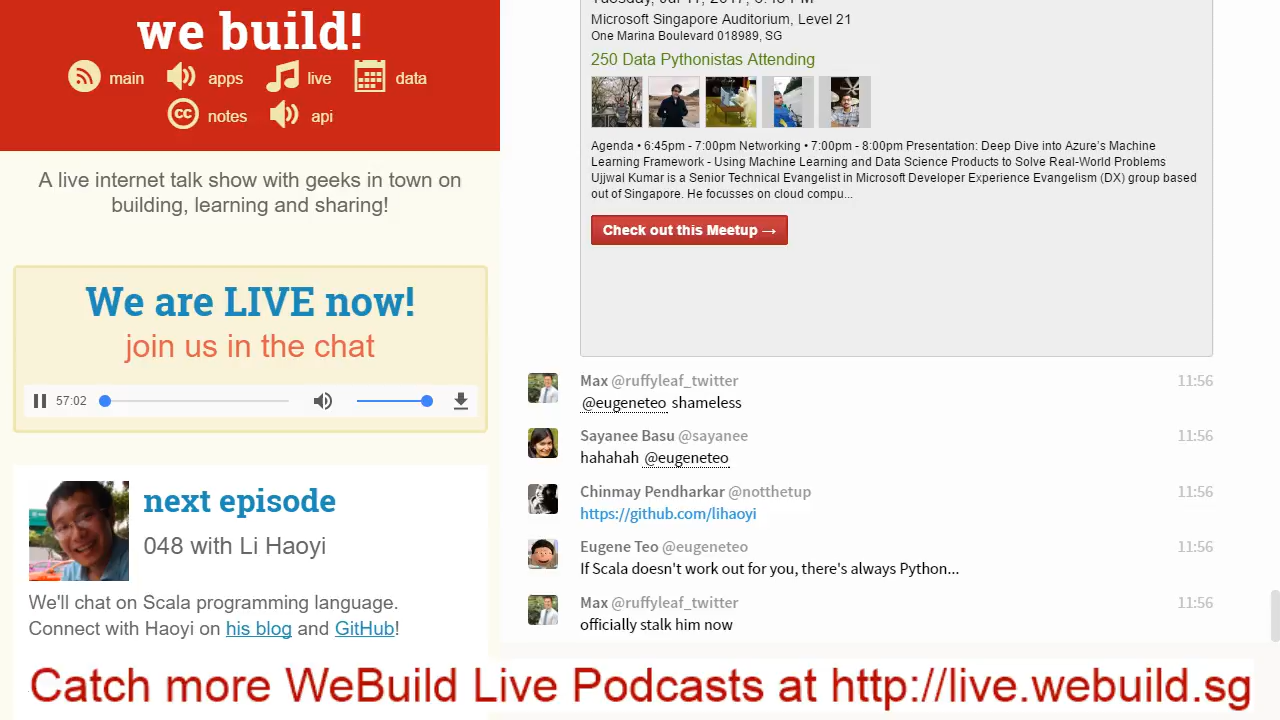 we build!
main
apps
live
data
cc
notes
api
A live internet talk show with geeks in town on
building, learning and sharing!
We are LIVE now!
join us in the chat
57:02
next episode
048 with Li Haoyi
We'll chat on Scala programming language.
Connect with Haoyi on his blog and GitHub!
Microsoft Singapore Auditorium, Level 21
One Marina Boulevard 018989, SG
250 Data Pythonistas Attending
Agenda • 6:45pm - 7:00pm Networking • 7:00pm - 8:00pm Presentation: Deep Dive into Azure's Machine
Learning Framework - Using Machine Learning and Data Science Products to Solve Real-World Problems
Ujjwal Kumar is a Senior Technical Evangelist in Microsoft Developer Experience Evangelism (DX) group based
out of Singapore. He focusses on cloud compu...
Check out this Meetup →
Max @ruffyleaf_twitter 11:56
@eugeneteo shameless
Sayanee Basu @sayanee 11:56
hahahah @eugeneteo
Chinmay Pendharkar @notthetup 11:56
https://github.com/lihaoyi
Eugene Teo @eugeneteo 11:56
If Scala doesn't work out for you, there's always Python...
Max @ruffyleaf_twitter 11:56
officially stalk him now
Catch more WeBuild Live Podcasts at http://live.webuild.sg